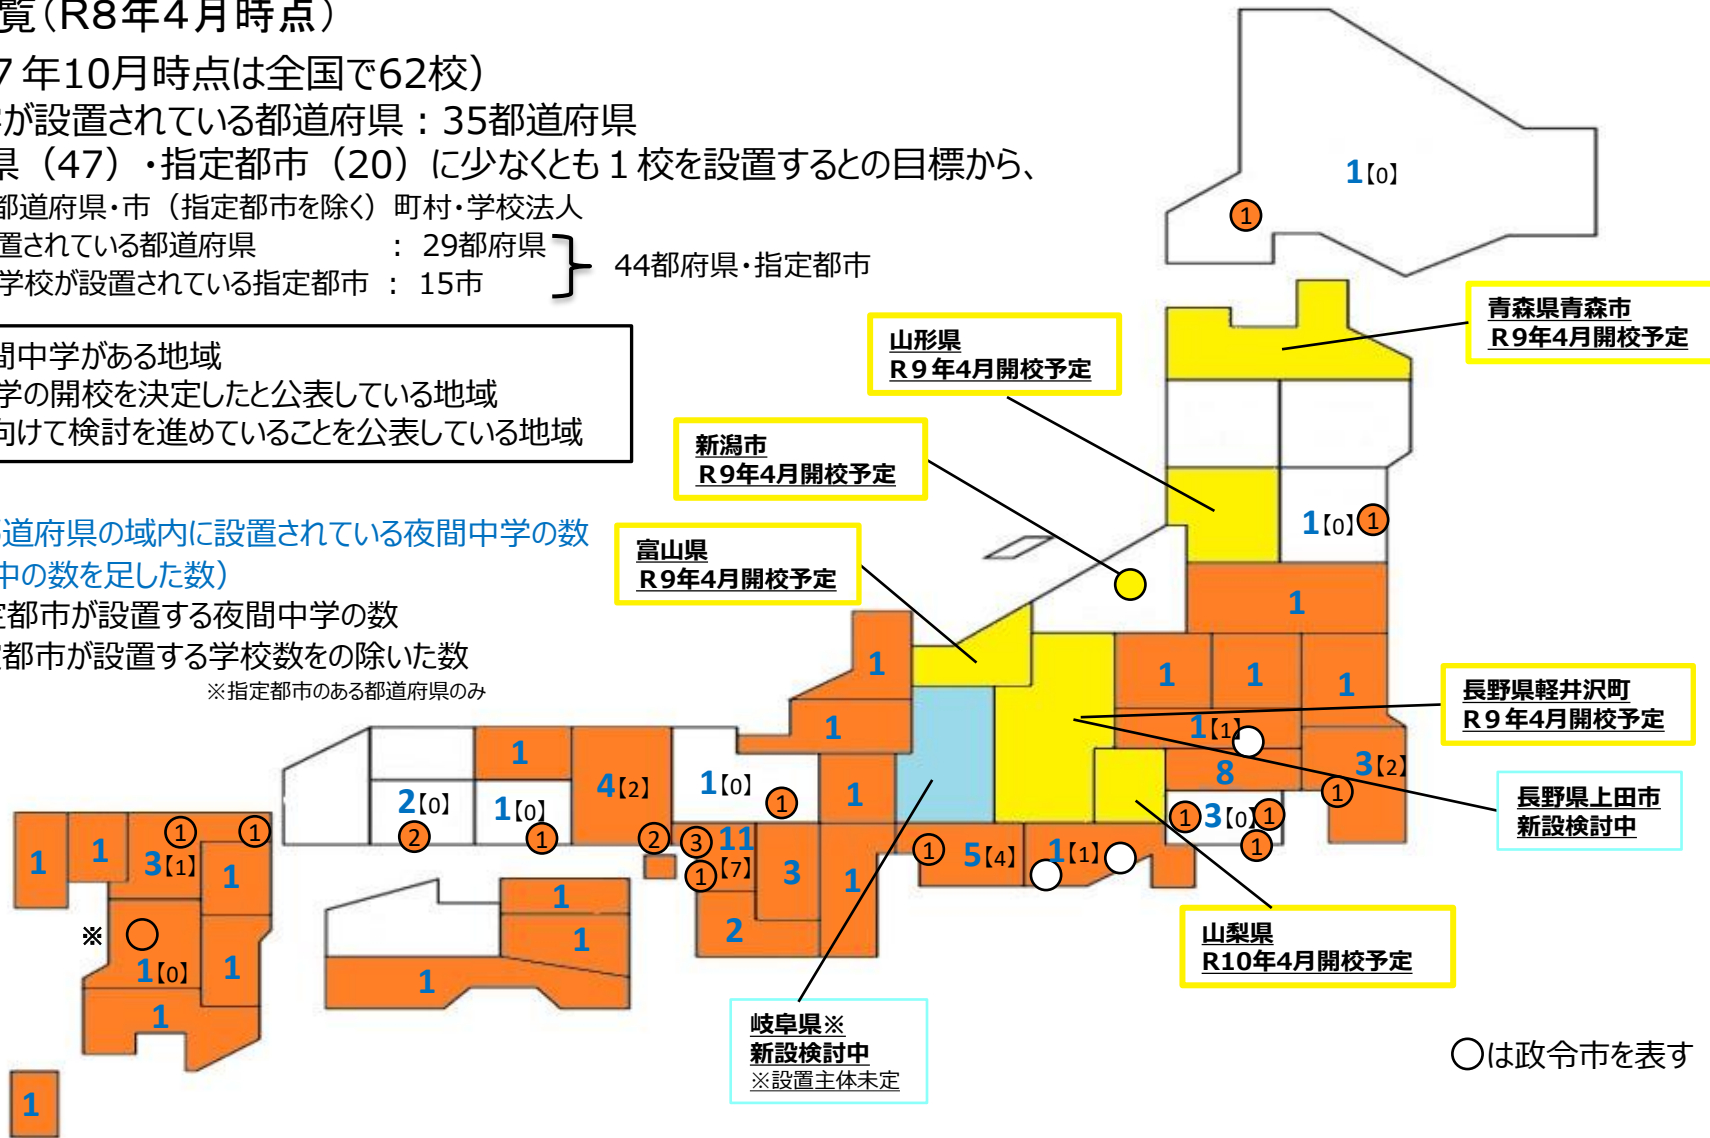 覧（R8年4月時点）
７年10月時点は全国で62校）
が設置されている都道府県：35都道府県
県（47）・指定都市（20）に少なくとも１校を設置するとの目標から、
都道府県・市（指定都市を除く）町村・学校法人
置されている都道府県 ： 29都府県
学校が設置されている指定都市 ： 15市
44都府県・指定都市
間中学がある地域
学の開校を決定したと公表している地域
向けて検討を進めていることを公表している地域
道府県の域内に設置されている夜間中学の数
中の数を足した数）
定都市が設置する夜間中学の数
定都市が設置する学校数をの除いた数
※指定都市のある都道府県のみ
1【0】
1
青森県青森市
Ｒ9年4月開校予定
山形県
Ｒ９年4月開校予定
新潟市
Ｒ9年4月開校予定
富山県
Ｒ9年4月開校予定
1【0】1
1
1
1
1
1
1
1【1】
8
3【2】
1
長野県軽井沢町
Ｒ９年4月開校予定
長野県上田市
新設検討中
山梨県
R10年4月開校予定
岐阜県※
新設検討中
※設置主体未定
1
4【2】
2
1【0】
1
1
2【0】
2
1【0】
1
3
11
1
【7】
3
2
1
1
5【4】
1【1】
1
3【0】
1
1
1
1
1
1
1
3【1】
1
1
1
※
1【0】
1
1
1
○は政令市を表す